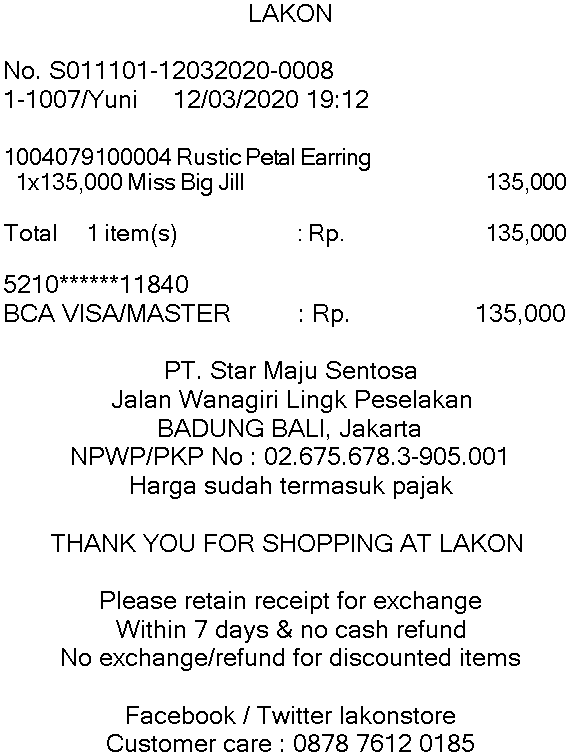 LAKON
No. S011101-12032020-0008
1-1007/Yuni 12/03/2020 19:12
1004079100004 Rustic Petal Earring
1x135,000 Miss Big Jill 135,000
Total 1 item(s) : Rp. 135,000
5210******11840
BCA VISA/MASTER : Rp. 135,000
PT. Star Maju Sentosa
Jalan Wanagiri Lingk Peselakan
BADUNG BALI, Jakarta
NPWP/PKP No : 02.675.678.3-905.001
Harga sudah termasuk pajak
THANK YOU FOR SHOPPING AT LAKON
Please retain receipt for exchange
Within 7 days & no cash refund
No exchange/refund for discounted items
Facebook / Twitter lakonstore
Customer care : 0878 7612 0185